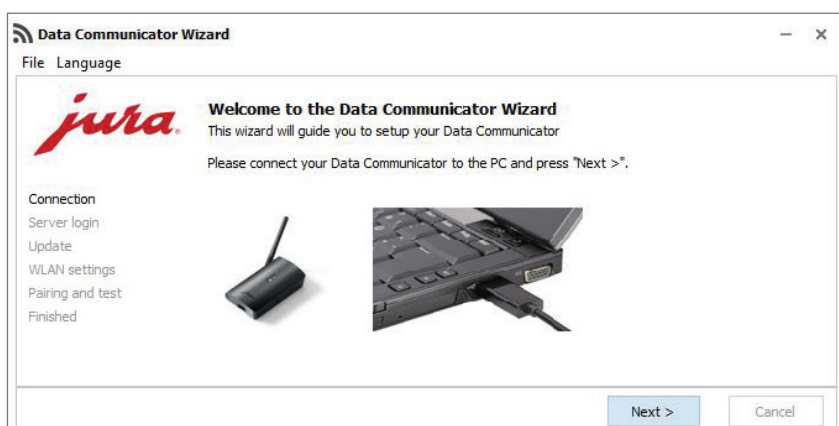 Data Communicator Wizard
File Language
jura
Welcome to the Data Communicator Wizard
This wizard will guide you to setup your Data Communicator
Please connect your Data Communicator to the PC and press "Next >".
Connection
Server login
Update
WLAN settings
Pairing and test
Finished
Next > Cancel